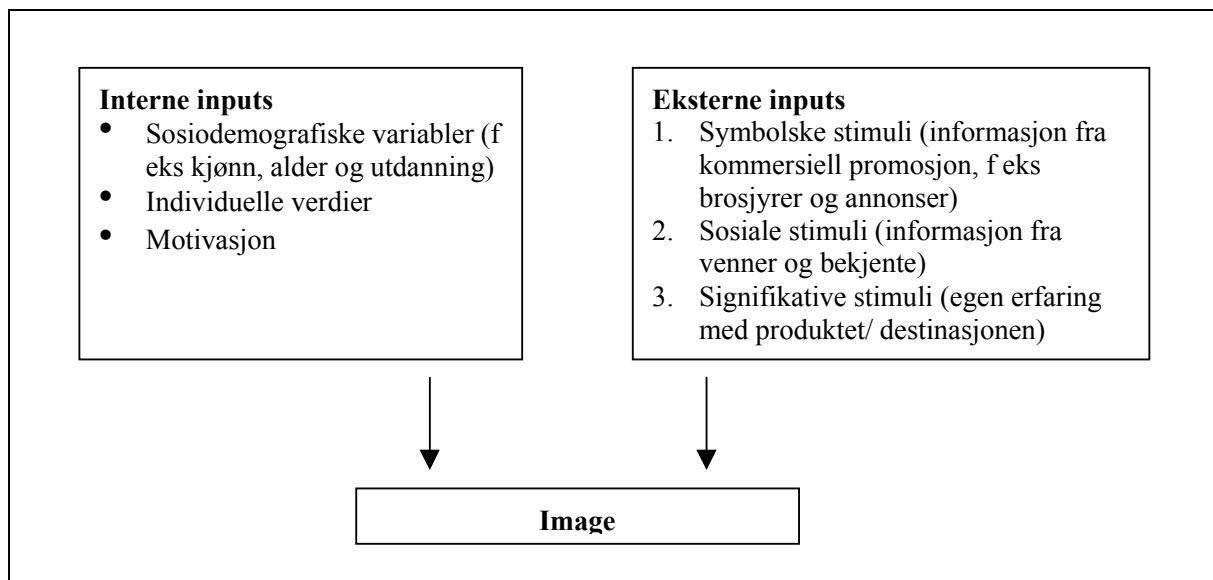 Interne inputs
• Sosiodemografiske variabler (f
eks kjønn, alder og utdanning)
• Individuelle verdier
• Motivasjon
Eksterne inputs
1. Symbolske stimuli (informasjon fra
kommersiell promosjon, f eks
brosjyrer og annonser)
2. Sosiale stimuli (informasjon fra
venner og bekjente)
3. Signifikative stimuli (egen erfaring
med produktet/ destinasjonen)
Image